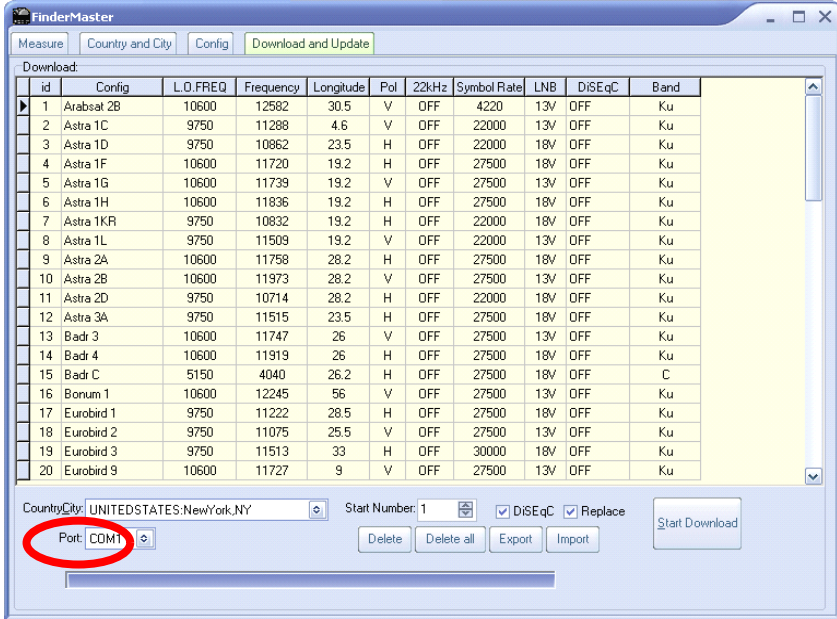 FinderMaster
Measure Country and City Config Download and Update
Download:
id Config L.O.FREQ Frequency Longitude Pol 22kHz Symbol Rate LNB DiSEqC Band
1 Arabsat 2B 10600 12582 30.5 V OFF 4220 13V OFF Ku
2 Astra 1C 9750 11288 4.6 V OFF 22000 13V OFF Ku
3 Astra 1D 9750 10862 23.5 H OFF 22000 18V OFF Ku
4 Astra 1F 10600 11720 19.2 H OFF 27500 18V OFF Ku
5 Astra 1G 10600 11739 19.2 V OFF 27500 13V OFF Ku
6 Astra 1H 10600 11836 19.2 H OFF 27500 18V OFF Ku
7 Astra 1KR 9750 10832 19.2 H OFF 22000 18V OFF Ku
8 Astra 1L 9750 11509 19.2 V OFF 22000 13V OFF Ku
9 Astra 2A 10600 11758 28.2 H OFF 27500 18V OFF Ku
10 Astra 2B 10600 11973 28.2 V OFF 27500 13V OFF Ku
11 Astra 2D 9750 10714 28.2 H OFF 22000 18V OFF Ku
12 Astra 3A 9750 11515 23.5 H OFF 27500 18V OFF Ku
13 Badr 3 10600 11747 26 V OFF 27500 13V OFF Ku
14 Badr 4 10600 11919 26 H OFF 27500 18V OFF Ku
15 Badr C 5150 4040 26.2 H OFF 27500 18V OFF C
16 Bonum 1 10600 12245 56 V OFF 27500 13V OFF Ku
17 Eurobird 1 9750 11222 28.5 H OFF 27500 18V OFF Ku
18 Eurobird 2 9750 11075 25.5 V OFF 27500 13V OFF Ku
19 Eurobird 3 9750 11513 33 H OFF 30000 18V OFF Ku
20 Eurobird 9 10600 11727 9 V OFF 27500 13V OFF Ku
CountryCity: UNITEDSTATES:NewYork,NY Start Number: 1 DiSEqC Replace Start Download
Port: COM1 Delete Delete all Export Import